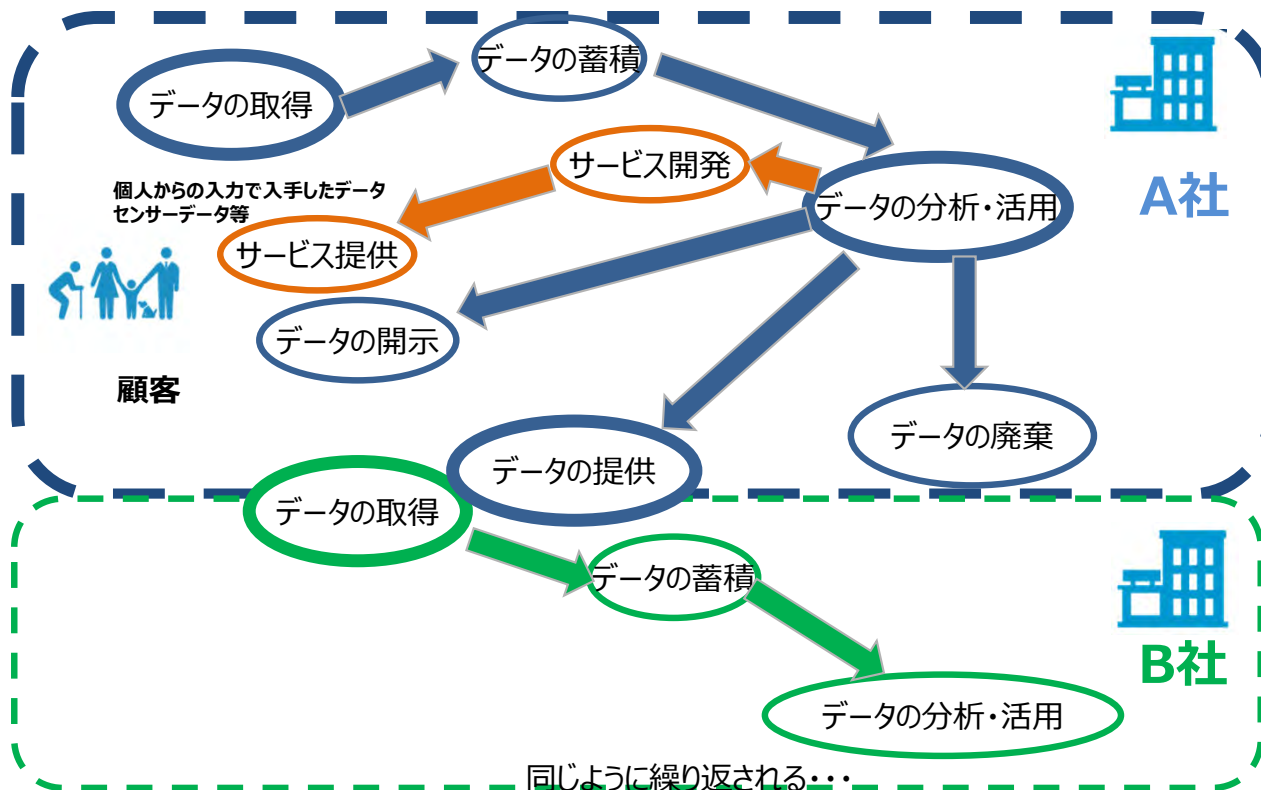 データの蓄積
データの取得
サービス開発
個人からの入力で入手したデータ
センサーデータ等
データの分析・活用
A社
サービス提供
データの開示
顧客
データの廃棄
データの提供
データの取得
データの蓄積
B社
データの分析・活用
同じように繰り返される・・・